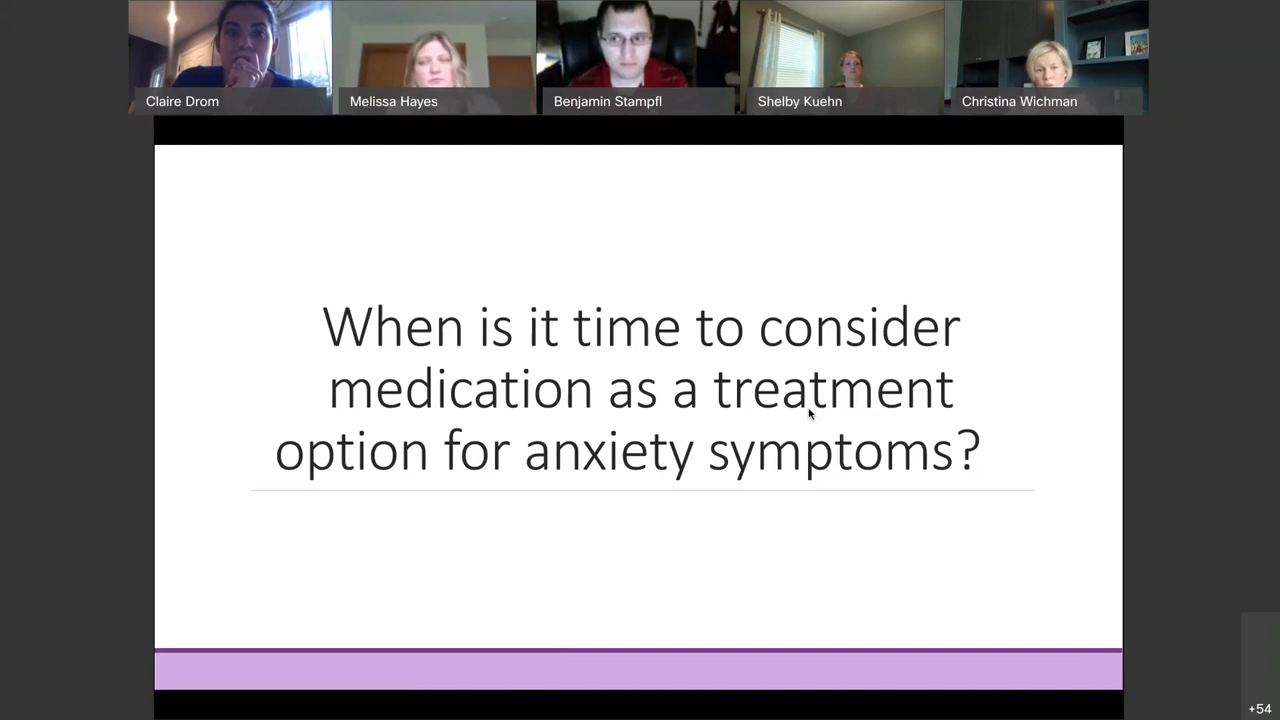 Claire Drom
Melissa Hayes
Benjamin Stampfl
Shelby Kuehn
Christina Wichman
When is it time to consider
medication as a treatment
option for anxiety symptoms?
+54